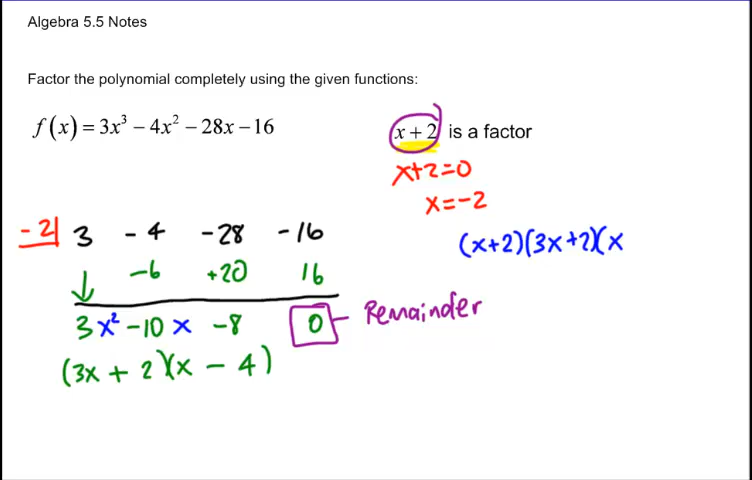 Algebra 5.5 Notes
Factor the polynomial completely using the given functions:
f(x) = 3x³ − 4x² − 28x − 16
x + 2 is a factor
x+2=0
x=-2
-2| 3 -4 -28 -16
(x+2)(3x+2)(x
↓ -6 +20 16
3x² -10x -8 0 Remainder
(3x + 2)(x - 4)